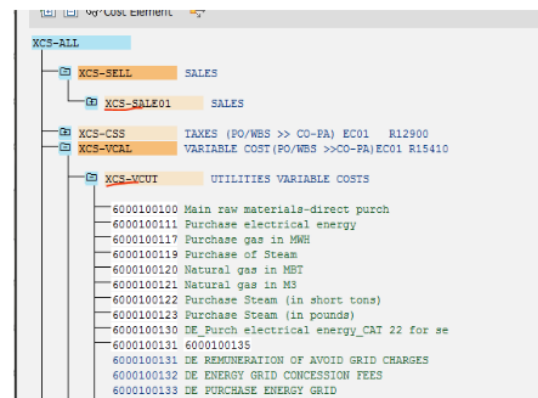 Cost Element
XCS-ALL
XCS-SELL SALES
XCS-SALE01 SALES
XCS-CSS TAXES (PO/WBS >> CO-PA) EC01 R12900
XCS-VCAL VARIABLE COST(PO/WBS >>CO-PA)EC01 R15410
XCS-VCUT UTILITIES VARIABLE COSTS
6000100100 Main raw materials-direct purch
6000100111 Purchase electrical energy
6000100117 Purchase gas in MWH
6000100119 Purchase of Steam
6000100120 Natural gas in MBT
6000100121 Natural gas in M3
6000100122 Purchase Steam (in short tons)
6000100123 Purchase Steam (in pounds)
6000100130 DE_Purch electrical energy_CAT 22 for se
6000100131 6000100135
6000100131 DE REMUNERATION OF AVOID GRID CHARGES
6000100132 DE ENERGY GRID CONCESSION FEES
6000100133 DE PURCHASE ENERGY GRID